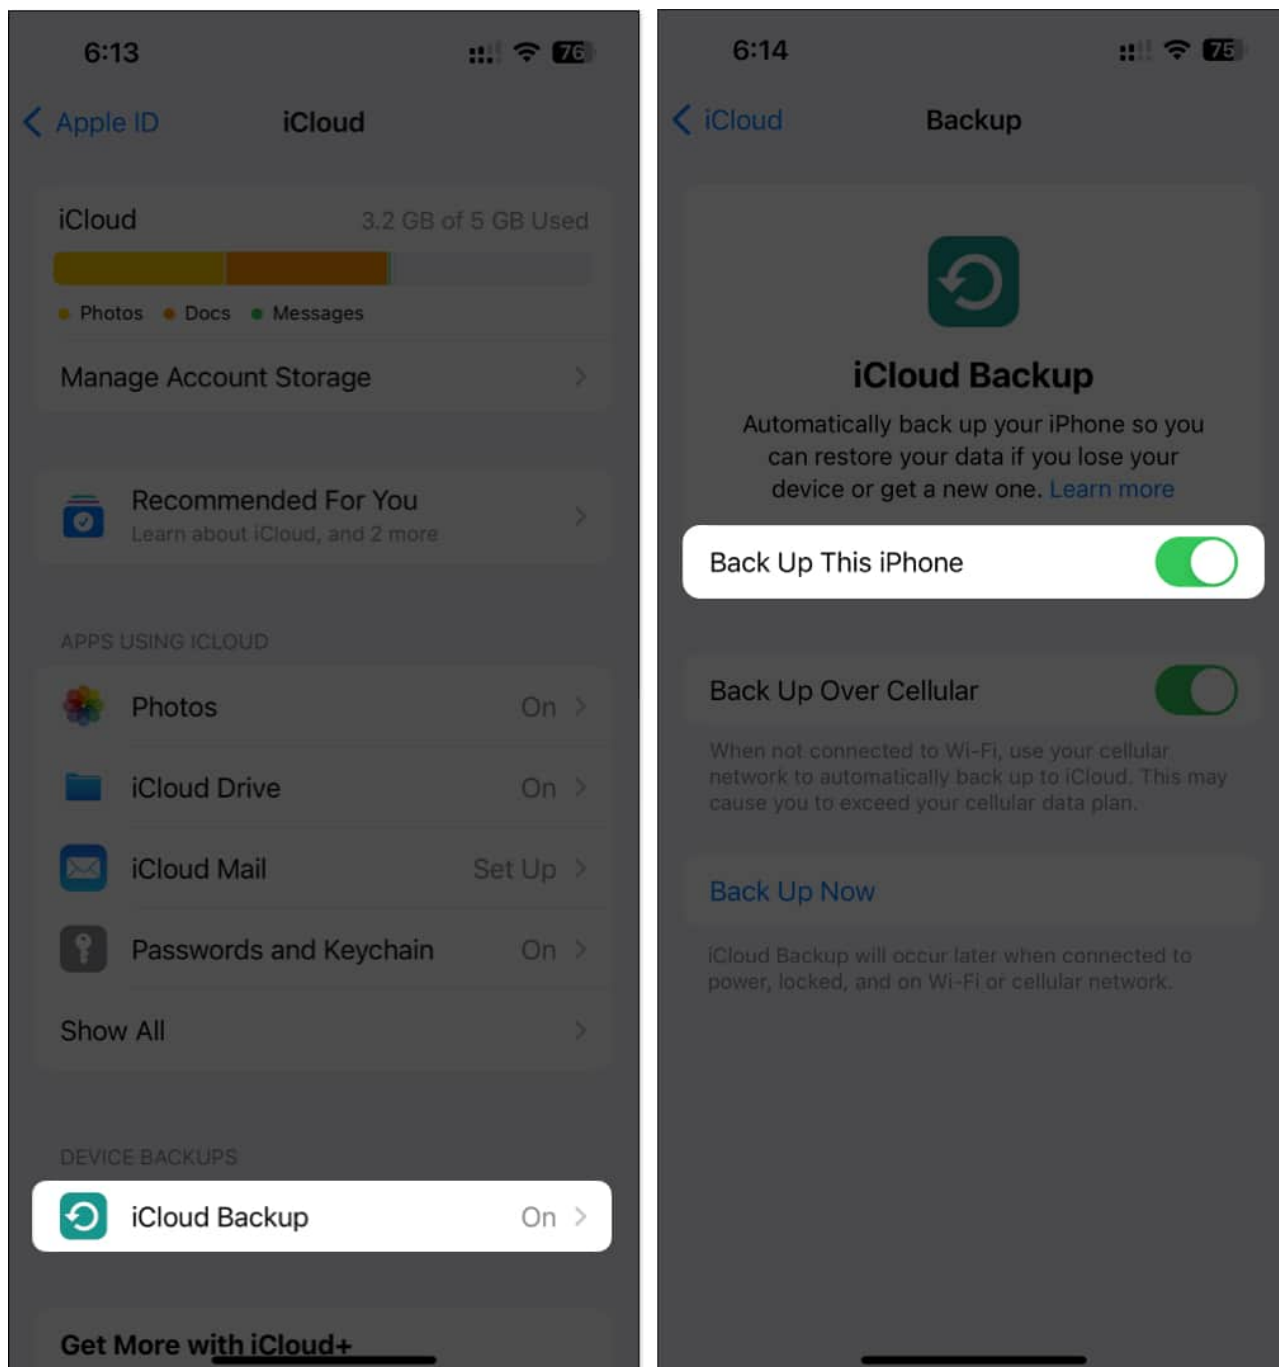 6:13
76
Apple ID
iCloud
iCloud
3.2 GB of 5 GB Used
Photos
Docs
Messages
Manage Account Storage
Recommended For You
Learn about iCloud, and 2 more
APPS USING ICLOUD
Photos
On
iCloud Drive
On
iCloud Mail
Set Up
Passwords and Keychain
On
Show All
DEVICE BACKUPS
iCloud Backup
On
Get More with iCloud+
6:14
75
iCloud
Backup
iCloud Backup
Automatically back up your iPhone so you
can restore your data if you lose your
device or get a new one. Learn more
Back Up This iPhone
Back Up Over Cellular
When not connected to Wi-Fi, use your cellular
network to automatically back up to iCloud. This may
cause you to exceed your cellular data plan.
Back Up Now
iCloud Backup will occur later when connected to
power, locked, and on Wi-Fi or cellular network.